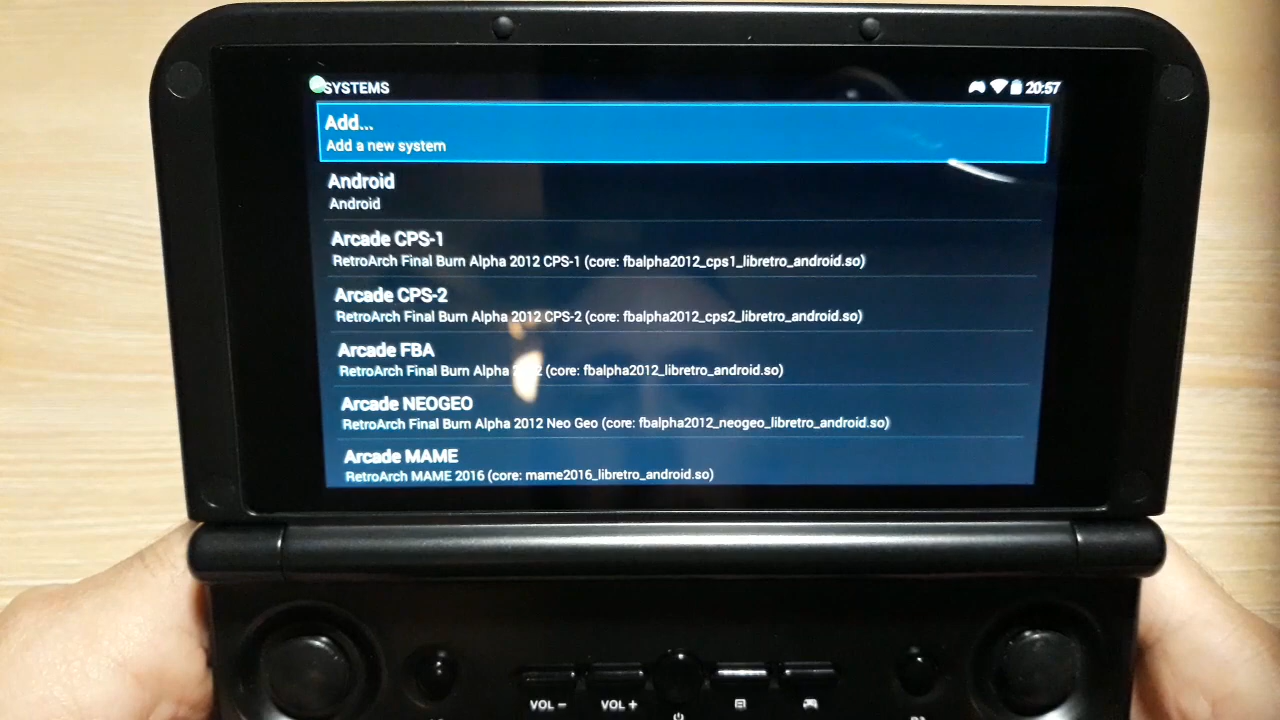 SYSTEMS 20:57
Add...
Add a new system
Android
Android
Arcade CPS-1
RetroArch Final Burn Alpha 2012 CPS-1 (core: fbalpha2012_cps1_libretro_android.so)
Arcade CPS-2
RetroArch Final Burn Alpha 2012 CPS-2 (core: fbalpha2012_cps2_libretro_android.so)
Arcade FBA
RetroArch Final Burn Alpha (core: fbalpha2012_libretro_android.so)
Arcade NEOGEO
RetroArch Final Burn Alpha 2012 Neo Geo (core: fbalpha2012_neogeo_libretro_android.so)
Arcade MAME
RetroArch MAME 2016 (core: mame2016_libretro_android.so)
VOL − VOL +